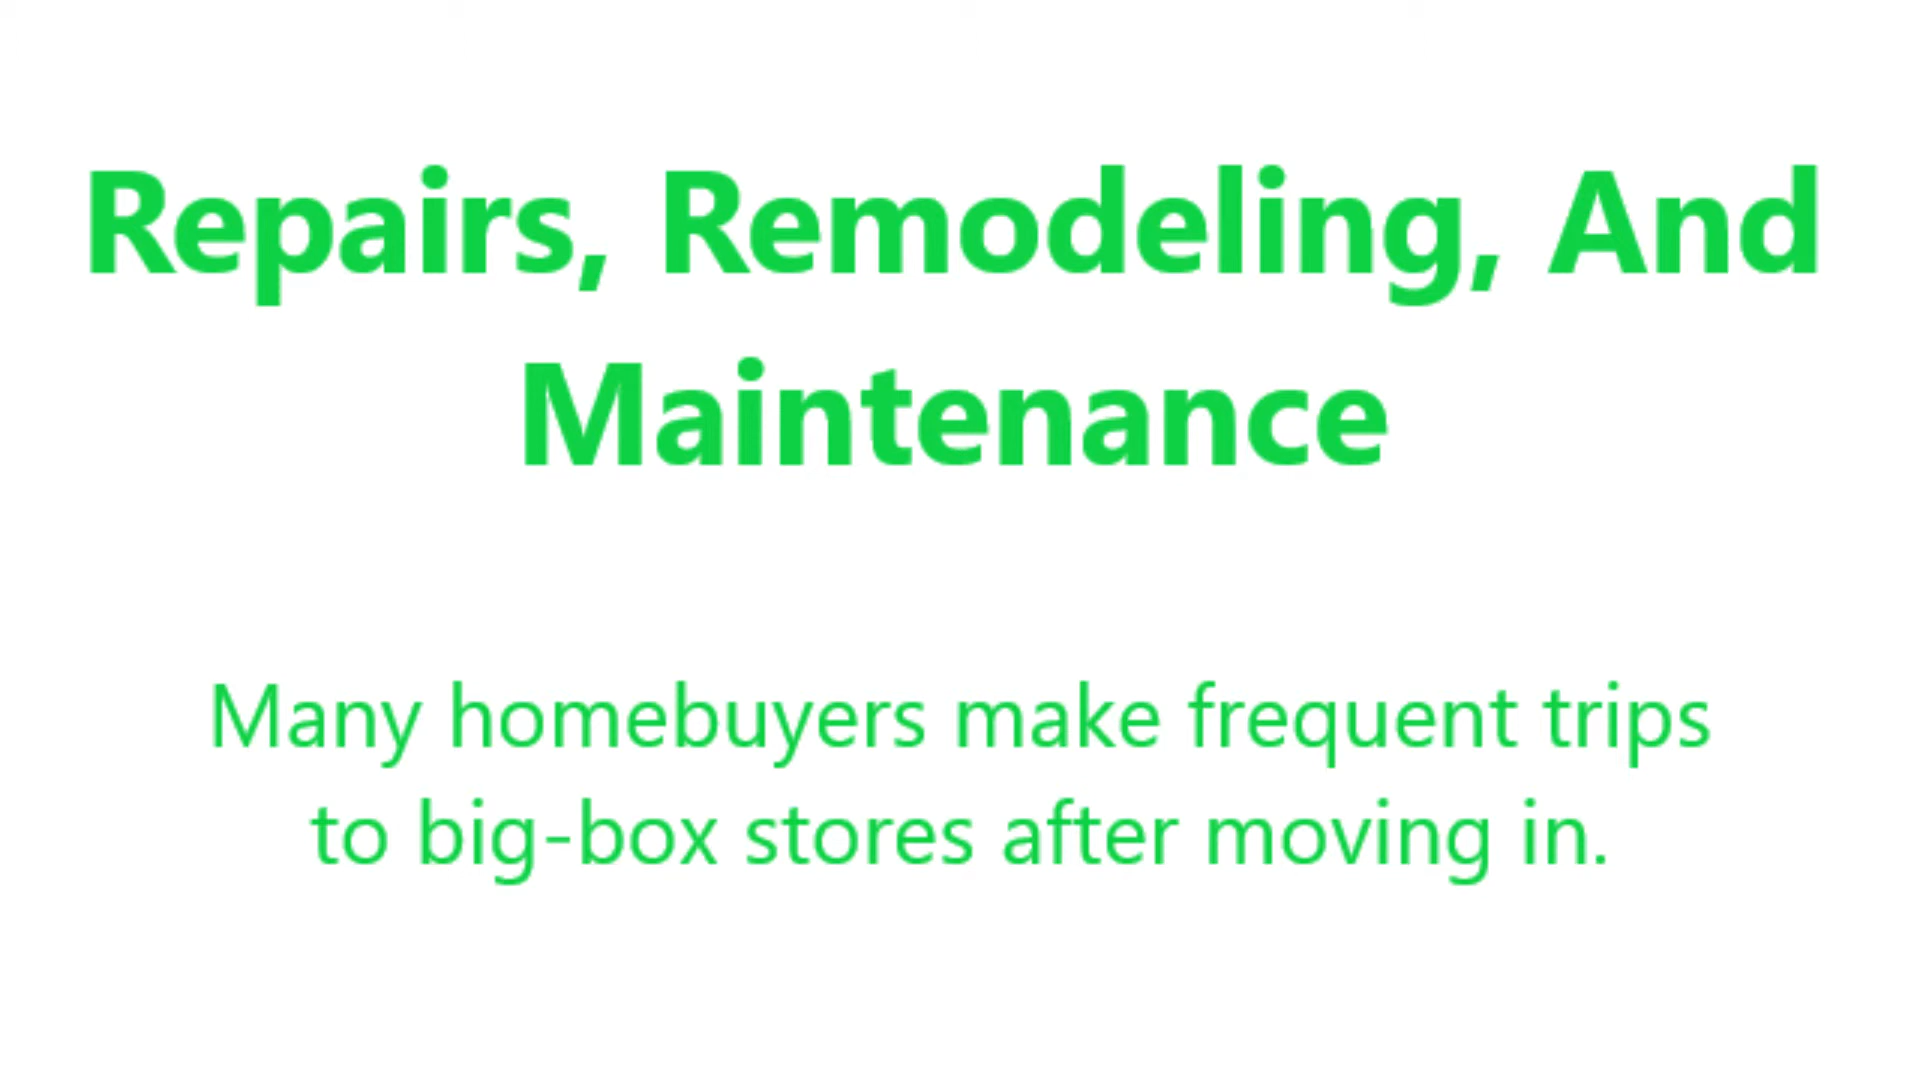 Repairs, Remodeling, And
Maintenance
Many homebuyers make frequent trips
to big-box stores after moving in.